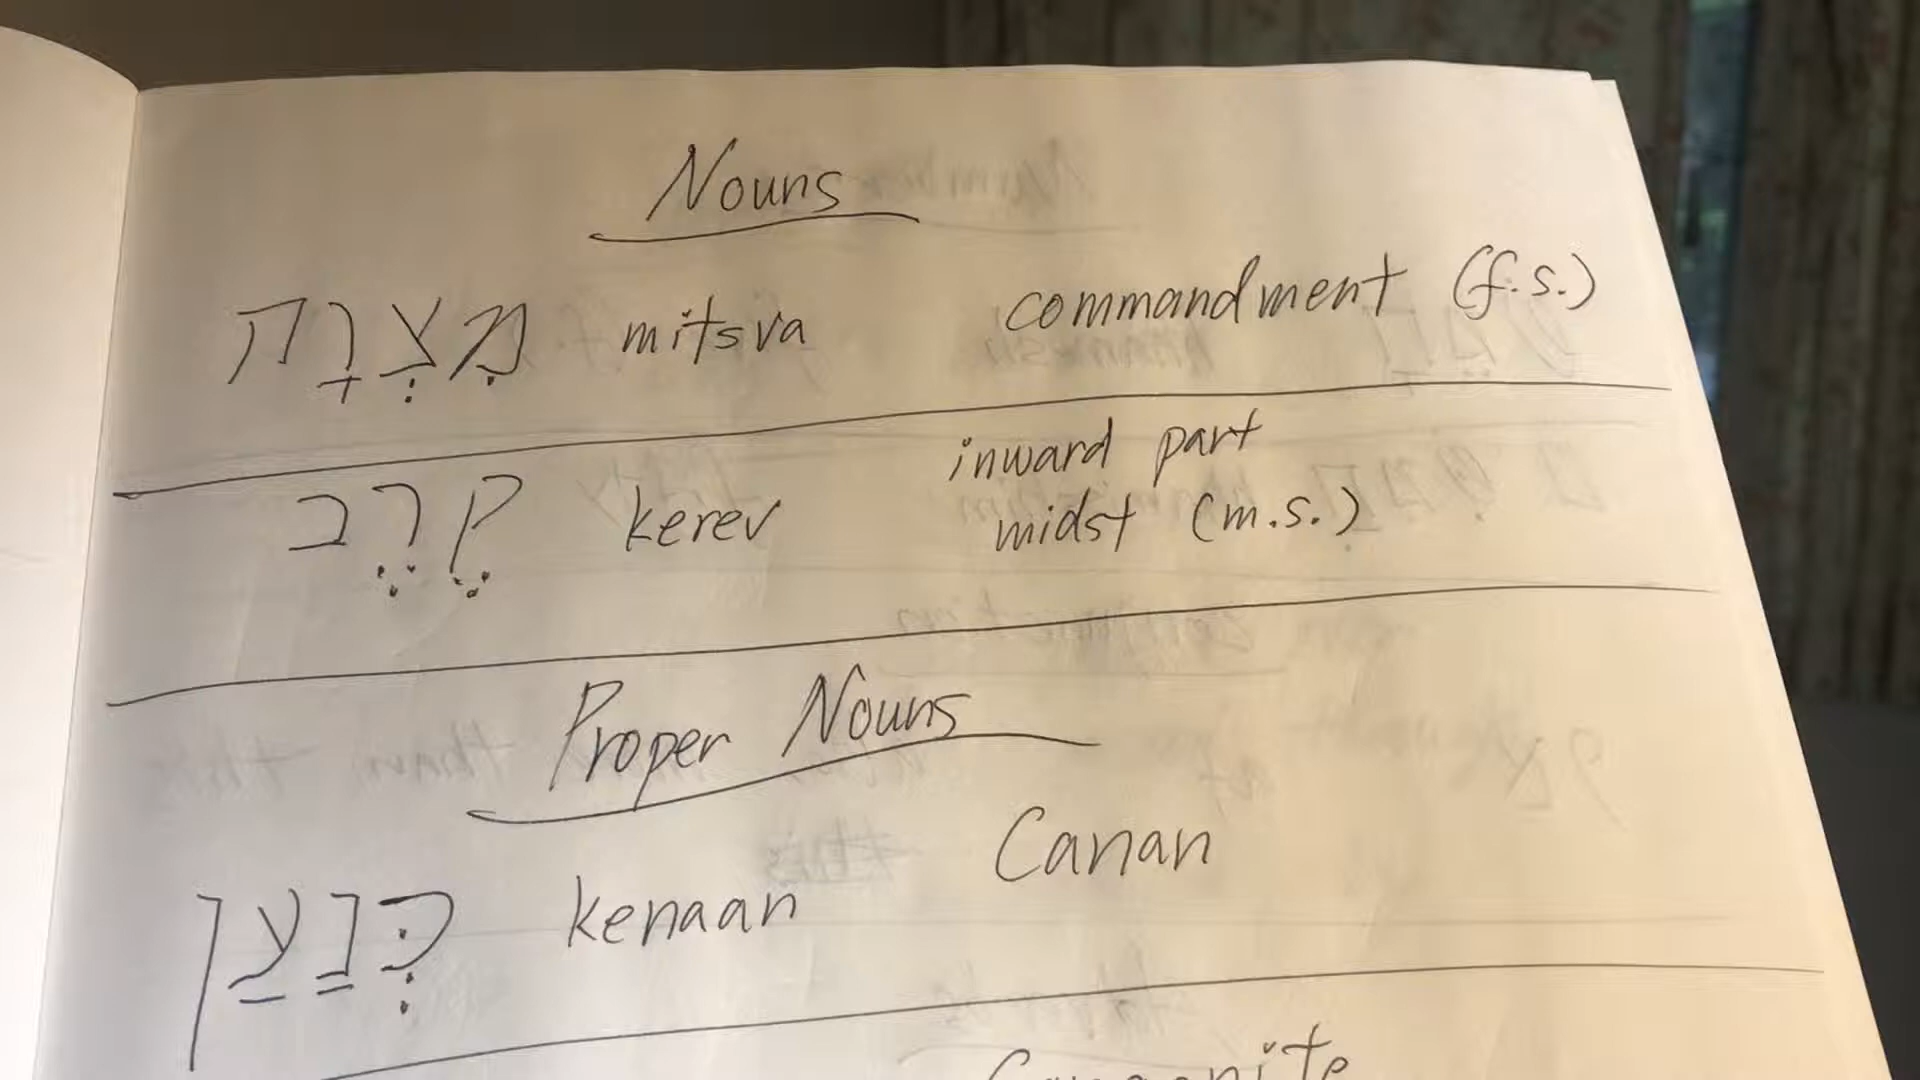 Nouns
מִצְוָה mitsva commandment (f.s.)
קֶרֶב kerev inward part
midst (m.s.)
Proper Nouns
כְּנַעַן kenaan Canan